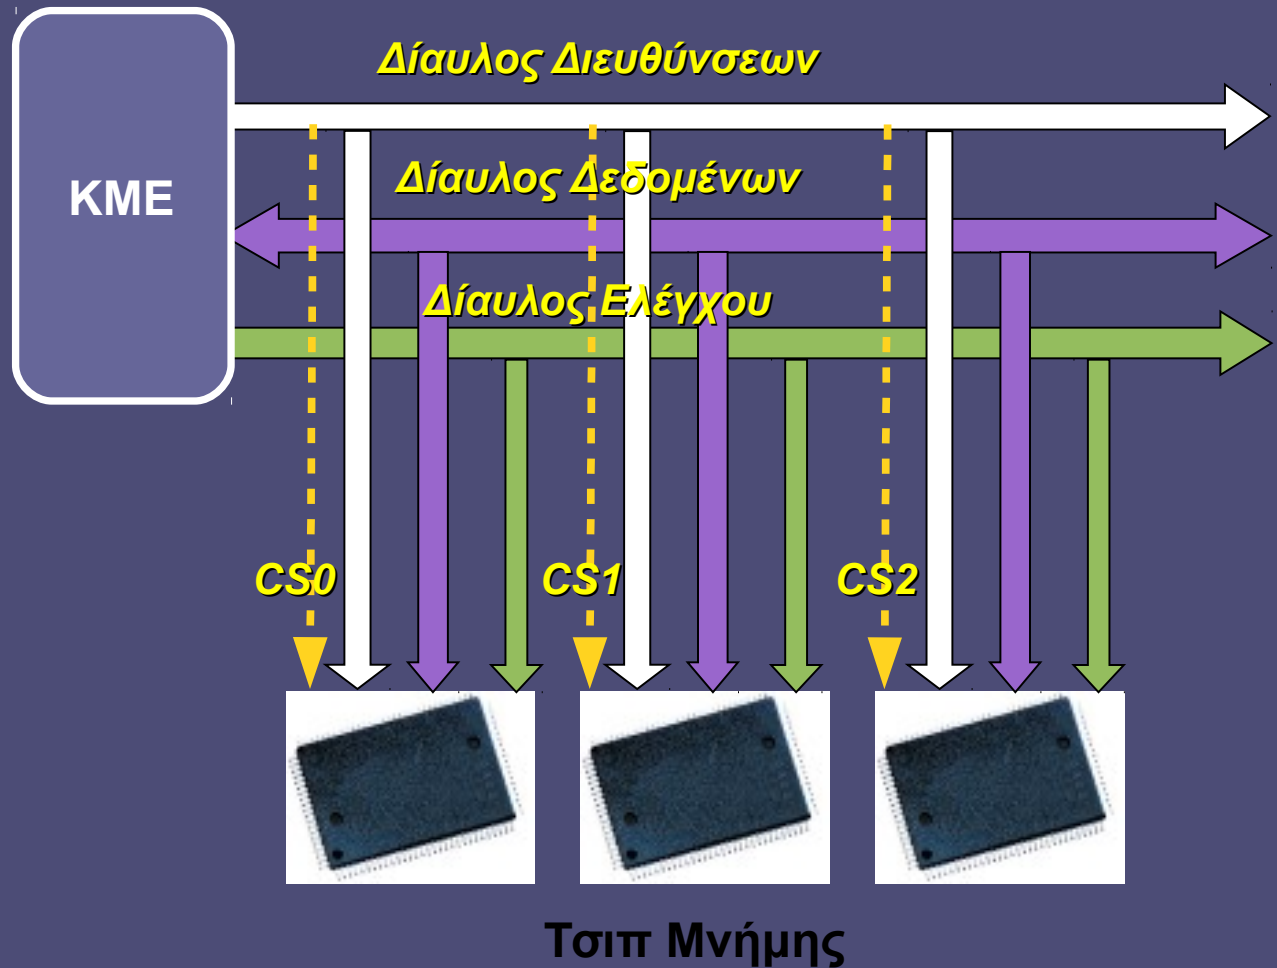 Δίαυλος Διευθύνσεων
ΚΜΕ
Δίαυλος Δεδομένων
Δίαυλος Ελέγχου
CS0
CS1
CS2
Τσιπ Μνήμης